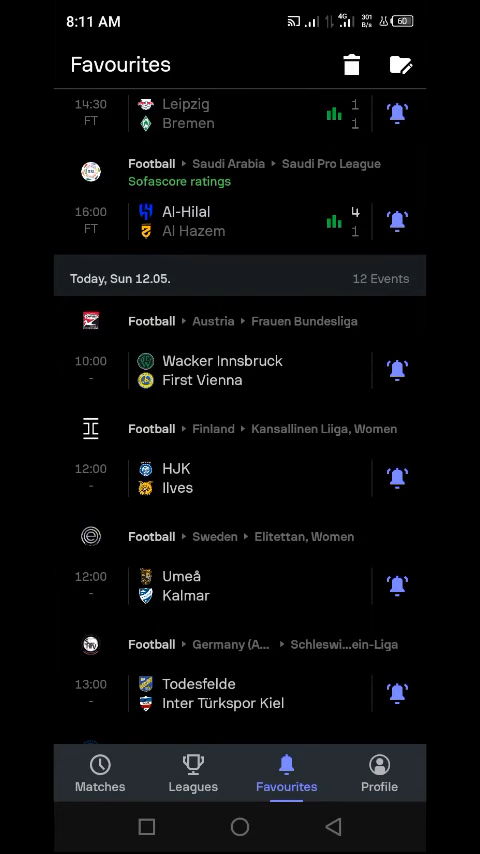 8:11 AM 4G 301 B/s 60
Favourites
14:30 Leipzig 1
FT Bremen 1
Football Saudi Arabia Saudi Pro League
Sofascore ratings
16:00 Al-Hilal 4
FT Al Hazem 1
Today, Sun 12.05. 12 Events
Football Austria Frauen Bundesliga
10:00 Wacker Innsbruck
- First Vienna
Football Finland Kansallinen Liiga, Women
12:00 HJK
- Ilves
Football Sweden Elitettan, Women
12:00 Umeå
- Kalmar
Football Germany (A... Schleswi...ein-Liga
13:00 Todesfelde
- Inter Türkspor Kiel
Matches Leagues Favourites Profile